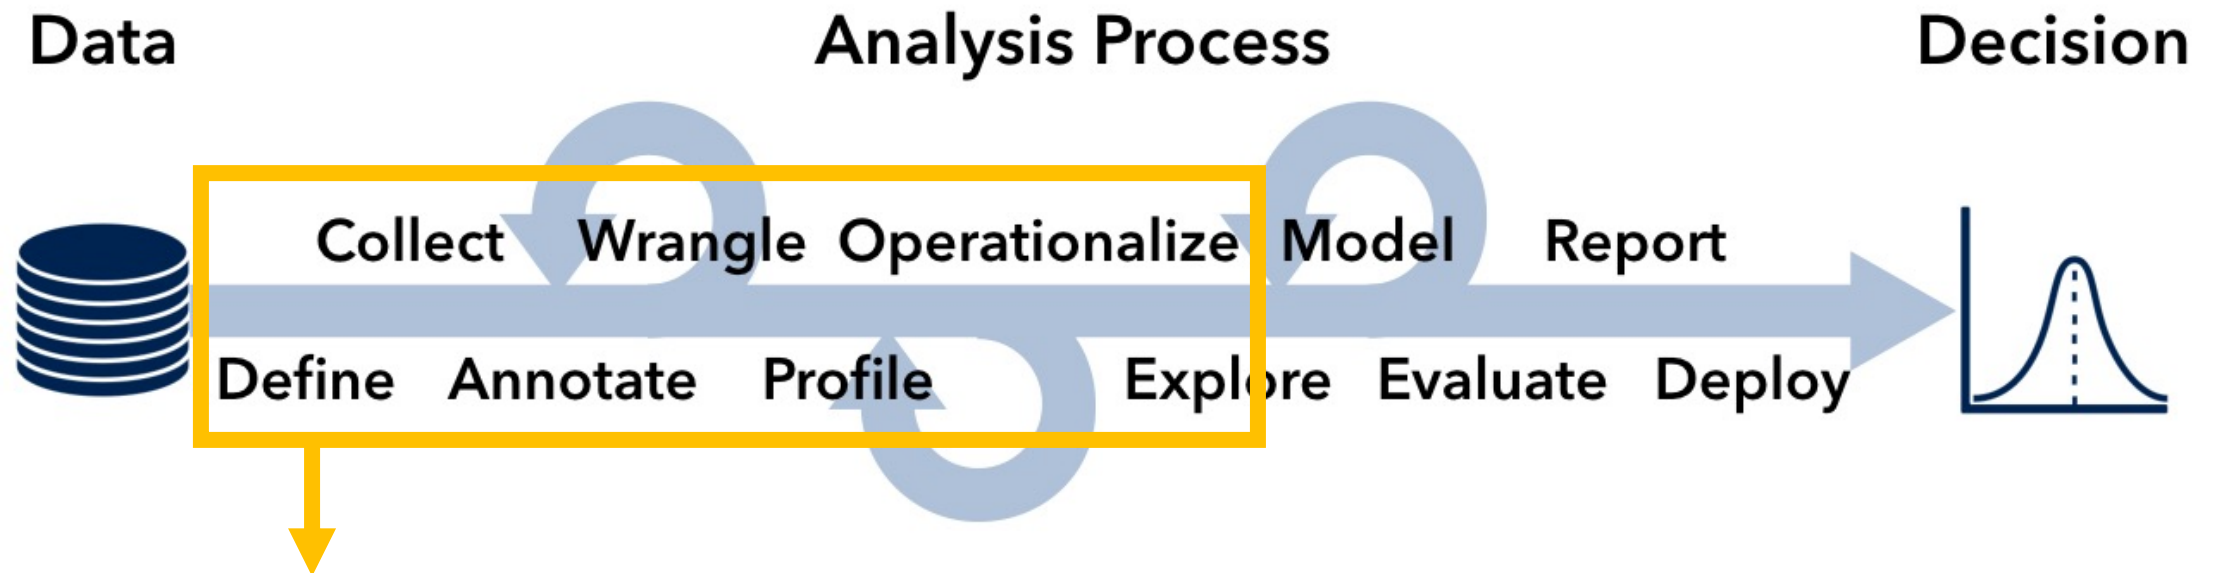 Data Analysis Process Decision
Collect Wrangle Operationalize Model Report
Define Annotate Profile Explore Evaluate Deploy